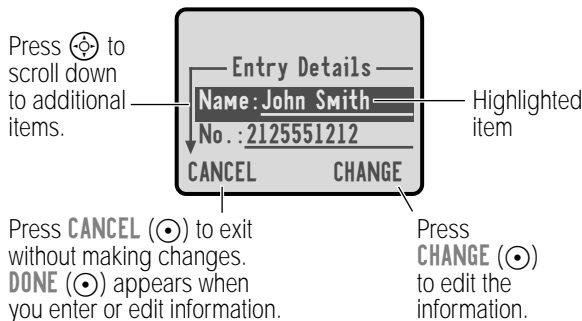 Press to
scroll down
to additional
items.
Entry Details
Name:John Smith
No.:2125551212
CANCEL CHANGE
Highlighted
item
Press CANCEL () to exit
without making changes.
DONE () appears when
you enter or edit information.
Press
CHANGE ()
to edit the
information.